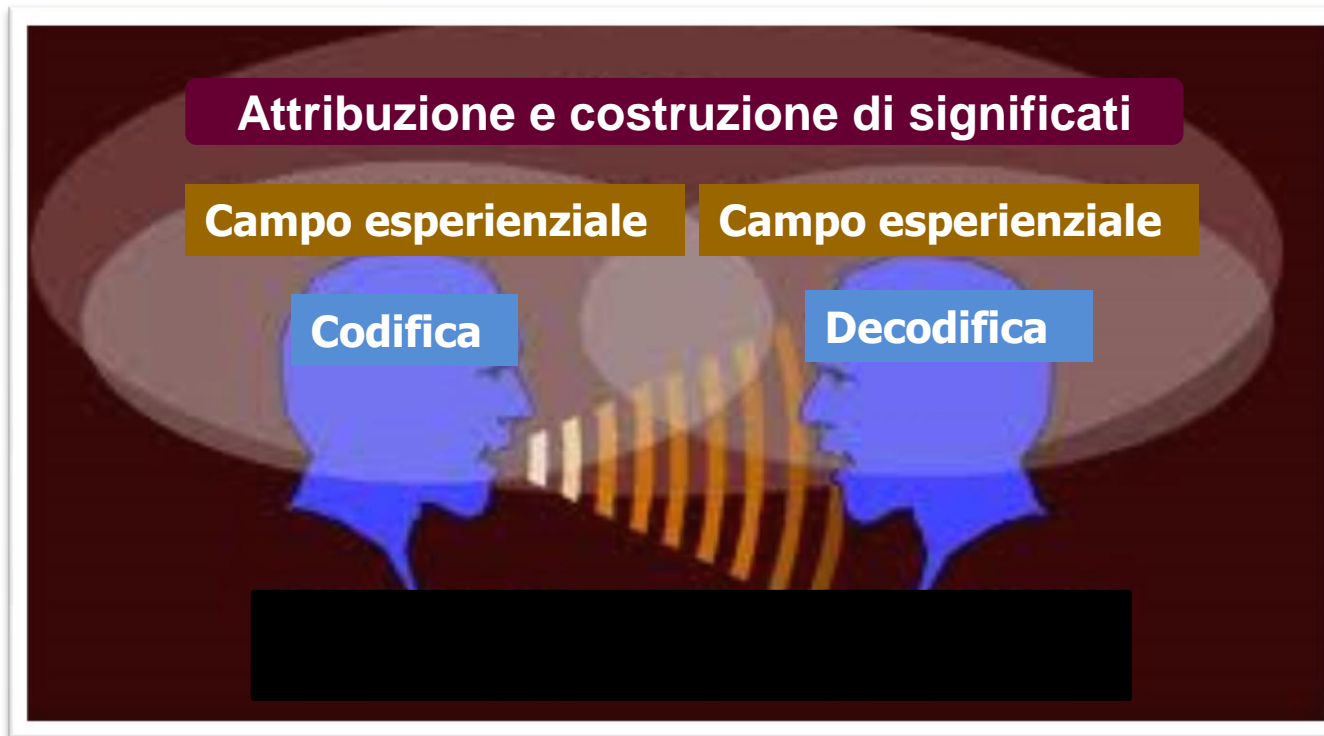 Attribuzione e costruzione di significati
Campo esperienziale Campo esperienziale
Codifica
Decodifica